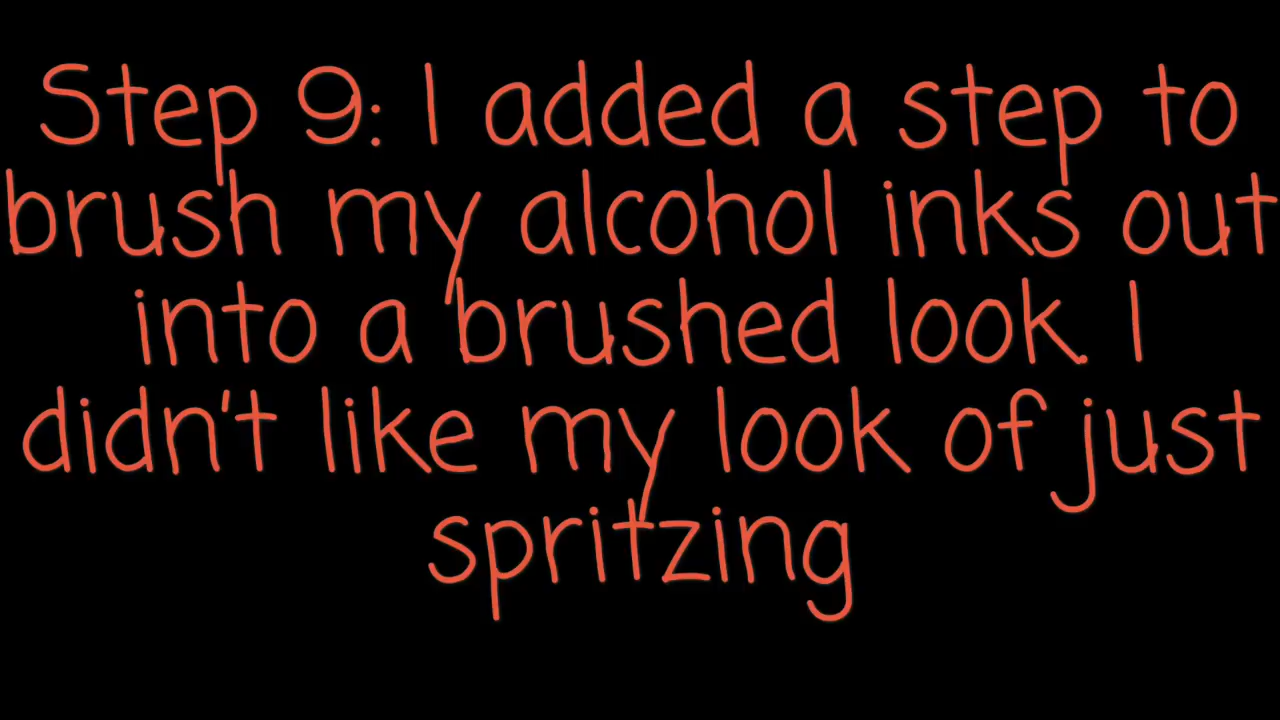 Step 9: I added a step to
brush my alcohol inks out
into a brushed look. I
didn't like my look of just
spritzing